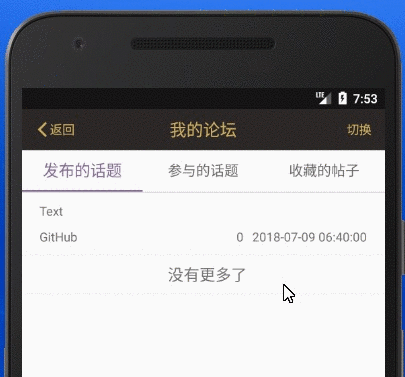 LTE 7:53
返回 我的论坛 切换
发布的话题 参与的话题 收藏的帖子
Text
GitHub 0 2018-07-09 06:40:00
没有更多了